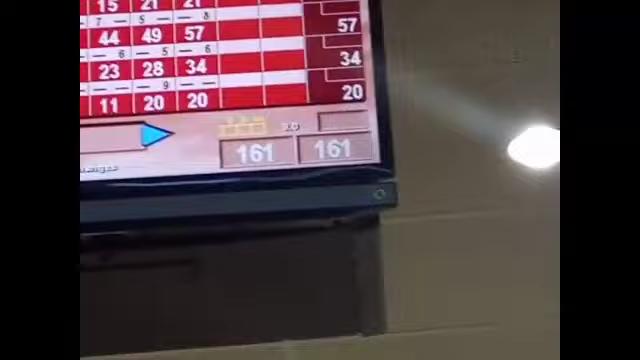 15 21 21
7 - 5 - - 8
44 49 57 57
- 6 - 5 - 6
23 28 34 34
- - - 9 - -
11 20 20 20
161 161